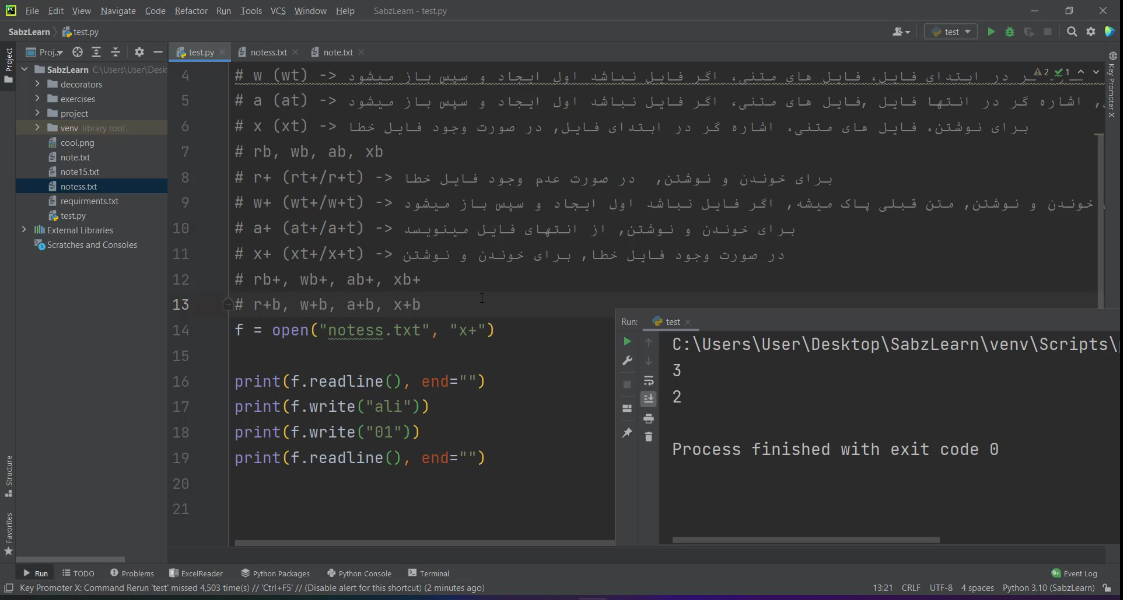 File Edit View Navigate Code Refactor Run Tools VCS Window Help SabzLearn - test.py
SabzLearn test.py test
Project Proj... test.py notess.txt note.txt
SabzLearn C:\Users\User\Desk
decorators
exercises
project
venv library root
cool.png
note.txt
note15.txt
notess.txt
requirments.txt
test.py
External Libraries
Scratches and Consoles
4 # w (wt) -> در ابتدای فایل، فایل های متنی، اگر فایل نباشد اول ایجاد و سپس باز میشود
2 1
5 # a (at) -> اشاره گر در انتها فایل ,فایل های متنی، اگر فایل نباشد اول ایجاد و سپس باز میشود
6 # x (xt) -> برای نوشتن. فایل های متنی. اشاره گر در ابتدای فایل, در صورت وجود فایل خطا
7 # rb, wb, ab, xb
8 # r+ (rt+/r+t) -> برای خوندن و نوشتن, در صورت عدم وجود فایل خطا
9 # w+ (wt+/w+t) -> خوندن و نوشتن, متن قبلی پاک میشه, اگر فایل نباشد اول ایجاد و سپس باز میشود
10 # a+ (at+/a+t) -> برای خوندن و نوشتن, از انتهای فایل مینویسد
11 # x+ (xt+/x+t) -> در صورت وجود فایل خطا, برای خوندن و نوشتن
12 # rb+, wb+, ab+, xb+
13 # r+b, w+b, a+b, x+b
14 f = open("notess.txt", "x+")
15
16 print(f.readline(), end="")
17 print(f.write("ali"))
18 print(f.write("01"))
19 print(f.readline(), end="")
20
21
Key Promoter X
Run: test
C:\Users\User\Desktop\SabzLearn\venv\Scripts\
3
2
Process finished with exit code 0
Structure
Favorites
Run TODO Problems ExcelReader Python Packages Python Console Terminal Event Log
Key Promoter X: Command Rerun 'test' missed 4,503 time(s) // 'Ctrl+F5' // (Disable alert for this shortcut) (2 minutes ago) 13:21 CRLF UTF-8 4 spaces Python 3.10 (SabzLearn)